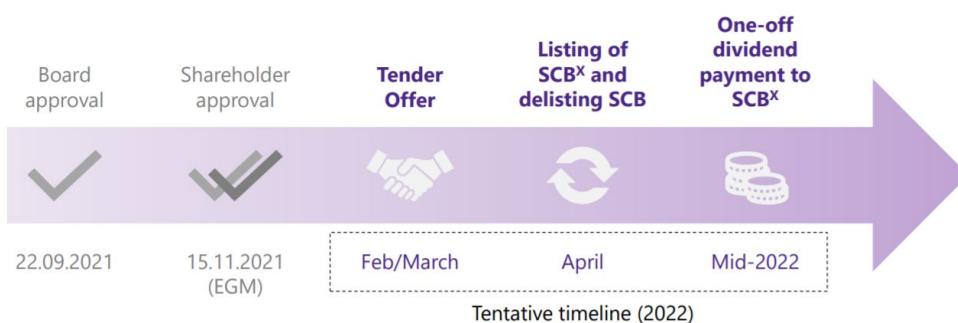 Board
approval
Shareholder
approval
Tender
Offer
Listing of
SCBˣ and
delisting SCB
One-off
dividend
payment to
SCBˣ
22.09.2021
15.11.2021
(EGM)
Feb/March
April
Mid-2022
Tentative timeline (2022)